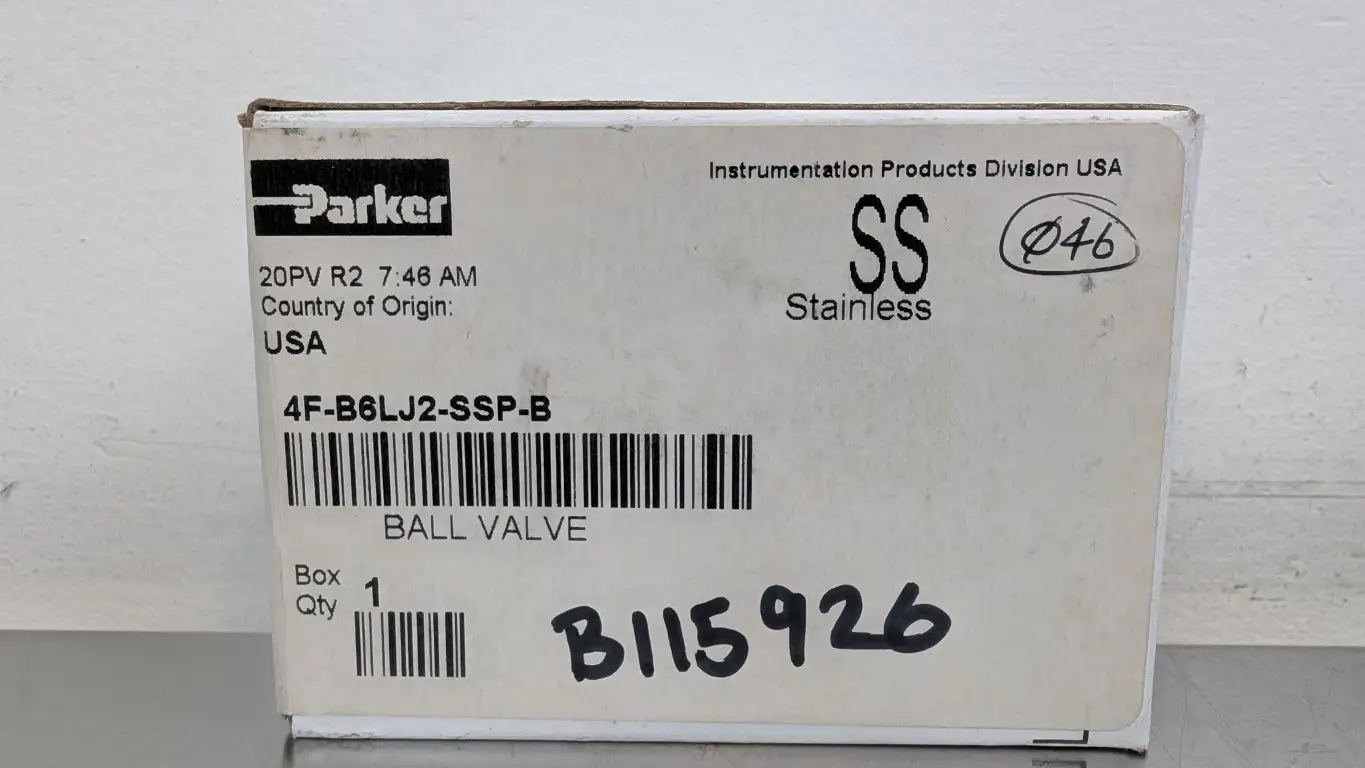 Parker
Instrumentation Products Division USA
SS
Stainless
Ø46
20PV R2 7:46 AM
Country of Origin:
USA
4F-B6LJ2-SSP-B
BALL VALVE
Box
Qty
1
B115926